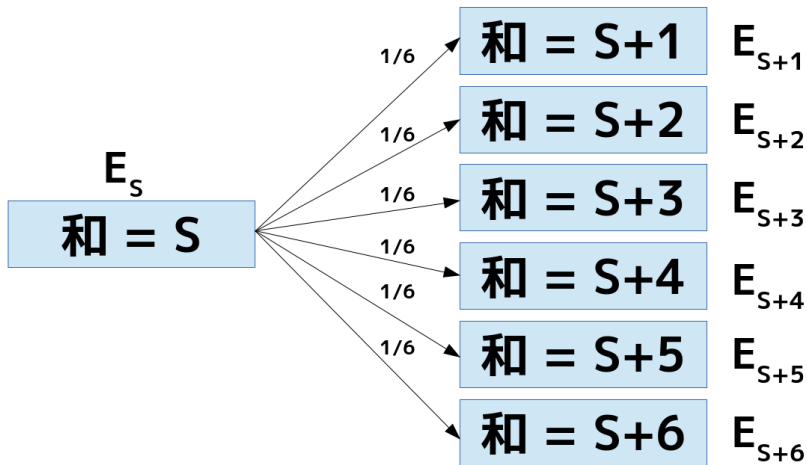 E_S
和 = S
1/6
1/6
1/6
1/6
1/6
1/6
和 = S+1 E_S+1
和 = S+2 E_S+2
和 = S+3 E_S+3
和 = S+4 E_S+4
和 = S+5 E_S+5
和 = S+6 E_S+6